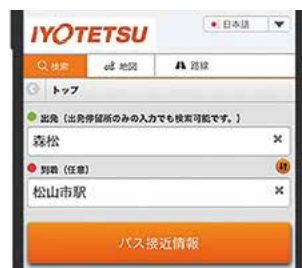 IYOTETSU
日本語
検索 地図 路線
トップ
出発（出発停留所のみの入力でも検索可能です。）
森松
到着（任意）
松山市駅
バス接近情報